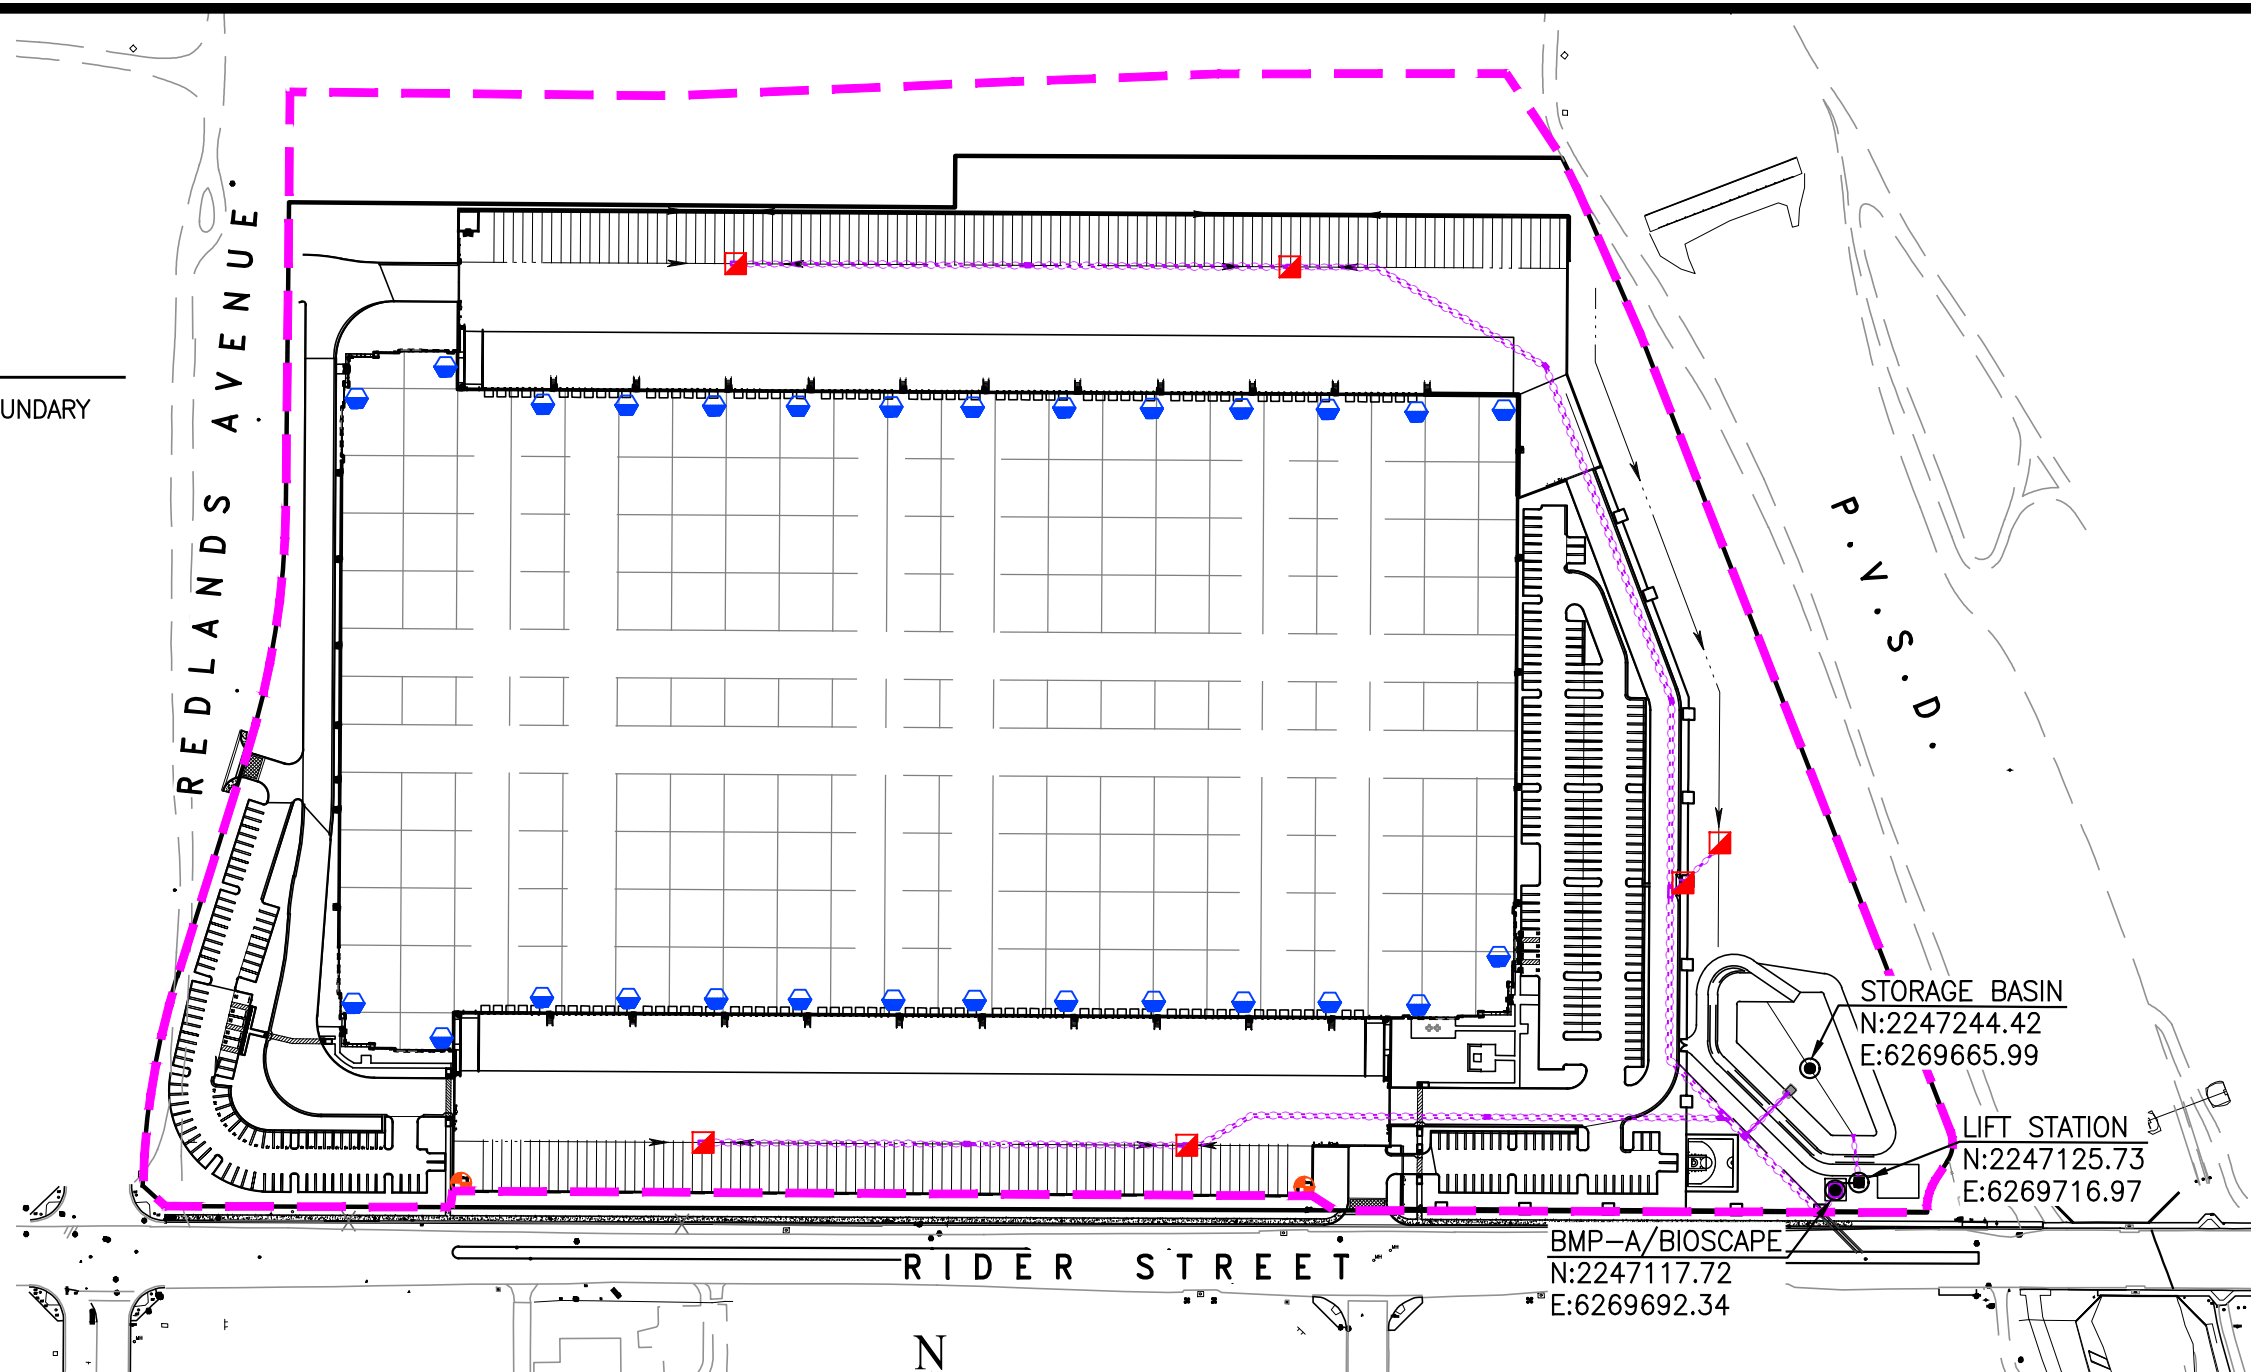 REDLANDS AVENUE
UNDARY
P.V.S.D.
STORAGE BASIN
N:2247244.42
E:6269665.99
LIFT STATION
N:2247125.73
E:6269716.97
BMP-A/BIOSCAPE
N:2247117.72
E:6269692.34
RIDER STREET
N